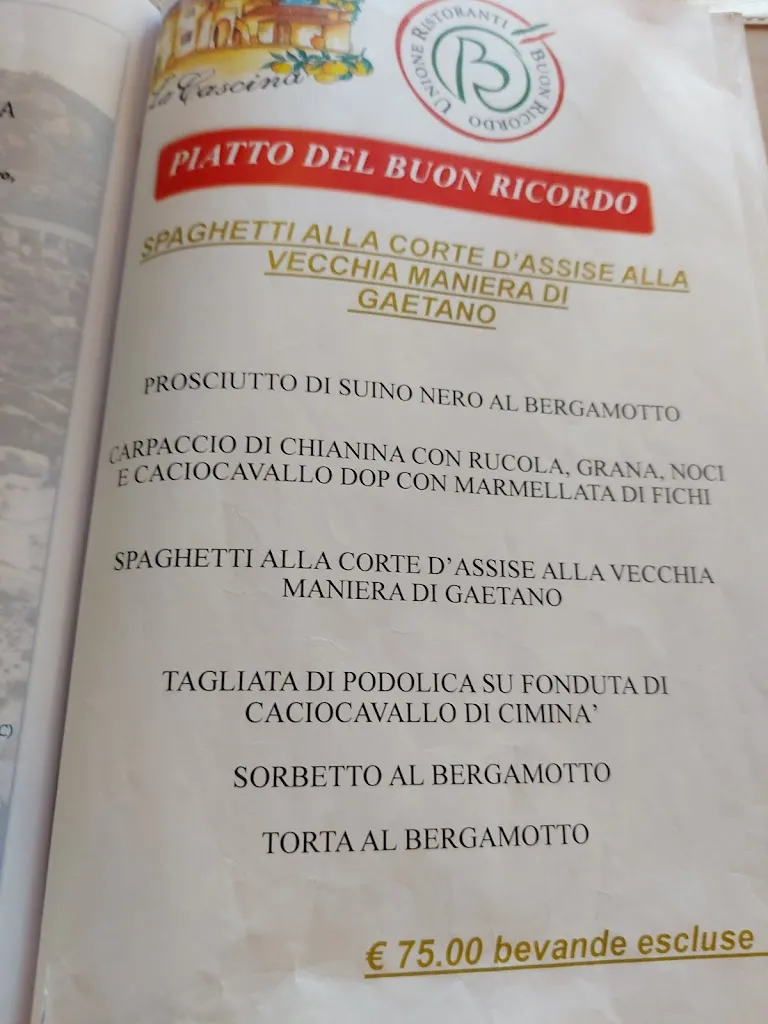 La Cascina
UNIONE RISTORANTI BUON RICORDO
B
PIATTO DEL BUON RICORDO
SPAGHETTI ALLA CORTE D'ASSISE ALLA
VECCHIA MANIERA DI
GAETANO
PROSCIUTTO DI SUINO NERO AL BERGAMOTTO
CARPACCIO DI CHIANINA CON RUCOLA, GRANA, NOCI
E CACIOCAVALLO DOP CON MARMELLATA DI FICHI
SPAGHETTI ALLA CORTE D'ASSISE ALLA VECCHIA
MANIERA DI GAETANO
TAGLIATA DI PODOLICA SU FONDUTA DI
CACIOCAVALLO DI CIMINA'
SORBETTO AL BERGAMOTTO
TORTA AL BERGAMOTTO
€ 75.00 bevande escluse